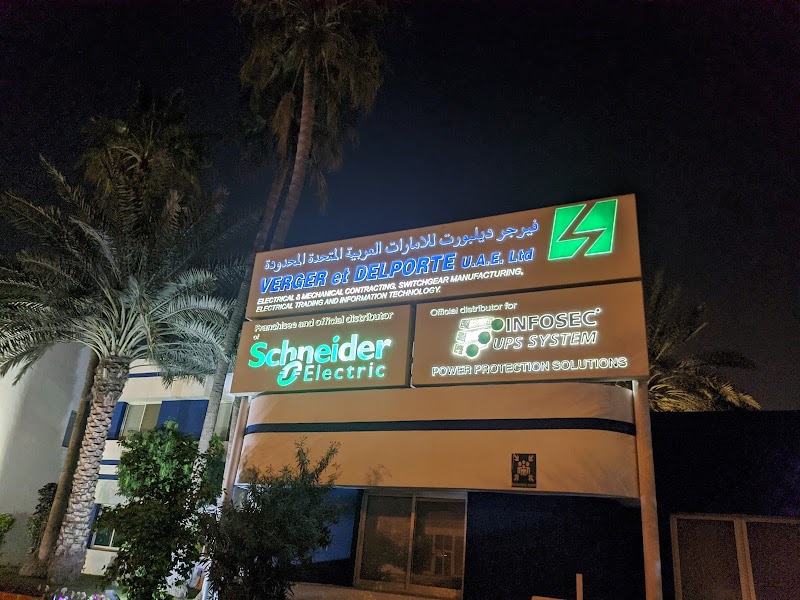 فيرجر ديلبورت للامارات العربية المتحدة المحدودة
VERGER et DELPORTE U.A.E. Ltd
ELECTRICAL & MECHANICAL CONTRACTING, SWITCHGEAR MANUFACTURING,
ELECTRICAL TRADING AND INFORMATION TECHNOLOGY.
Franchisee and official distributor
of
Schneider
Electric
Official distributor for
INFOSEC
UPS SYSTEM
POWER PROTECTION SOLUTIONS